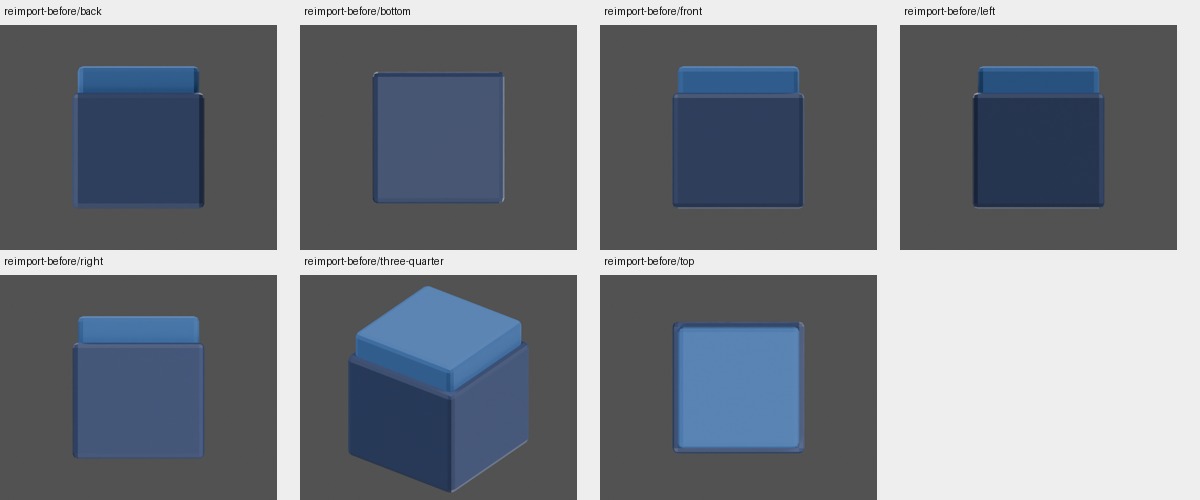 reimport-before/back
reimport-before/bottom
reimport-before/front
reimport-before/left
reimport-before/right
reimport-before/three-quarter
reimport-before/top